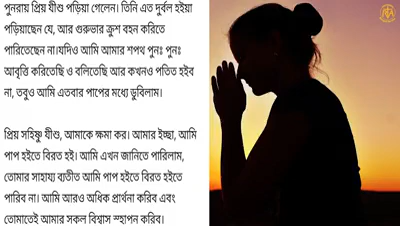 পুনরায় প্রিয় যীশু পড়িয়া গেলেন। তিনি এত দুর্বল হইয়া
পড়িয়াছেন যে, আর গুরুভার ক্রুশ বহন করিতে
পারিতেছেন না।যদিও আমি আমার শপথ পুনঃ পুনঃ
আবৃত্তি করিতেছি ও বলিতেছি আর কখনও পতিত হইব
না, তবুও আমি এতবার পাপের মধ্যে ডুবিলাম।
প্রিয় সহিষ্ণু যীশু, আমাকে ক্ষমা কর। আমার ইচ্ছা, আমি
পাপ হইতে বিরত হই। আমি এখন জানিতে পারিলাম,
তোমার সাহায্য ব্যতীত আমি পাপ হইতে বিরত হইতে
পারিব না। আমি আরও অধিক প্রার্থনা করিব এবং
তোমাতেই আমার সকল বিশ্বাস স্থাপন করিব।